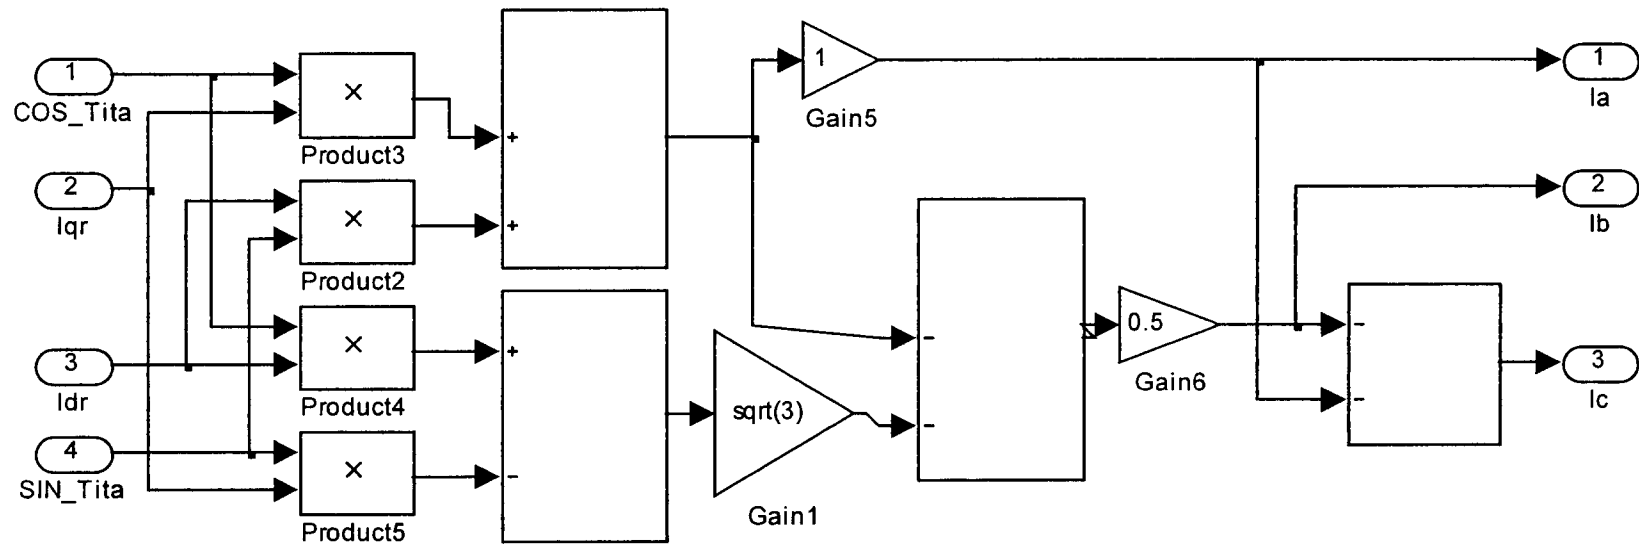 1
COS_Tita
2
Iqr
3
Idr
4
SIN_Tita
×
Product3
×
Product2
×
Product4
×
Product5
+
+
+
-
1
Gain5
sqrt(3)
Gain1
-
-
0.5
Gain6
-
-
1
Ia
2
Ib
3
Ic